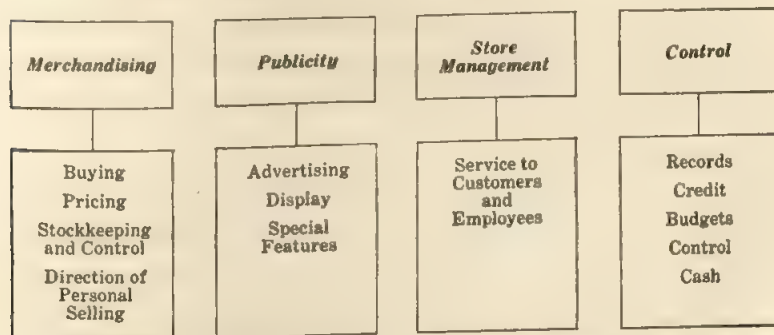 Merchandising
Buying
Pricing
Stockkeeping
and Control
Direction of
Personal
Selling
Publicity
Advertising
Display
Special
Features
Store
Management
Service to
Customers
and
Employees
Control
Records
Credit
Budgets
Control
Cash